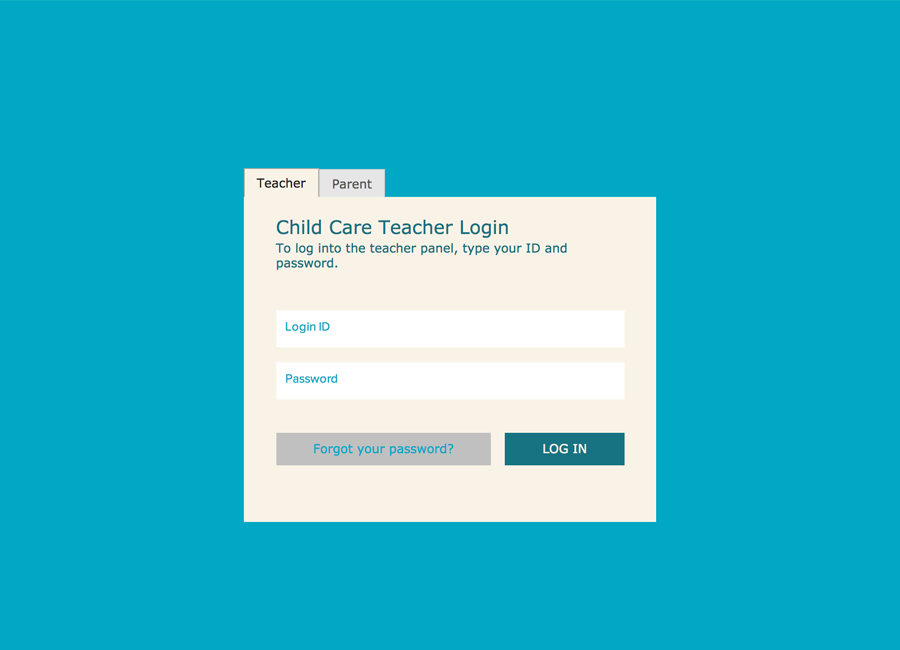 Teacher
Parent
Child Care Teacher Login
To log into the teacher panel, type your ID and
password.
Login ID
Password
Forgot your password?
LOG IN